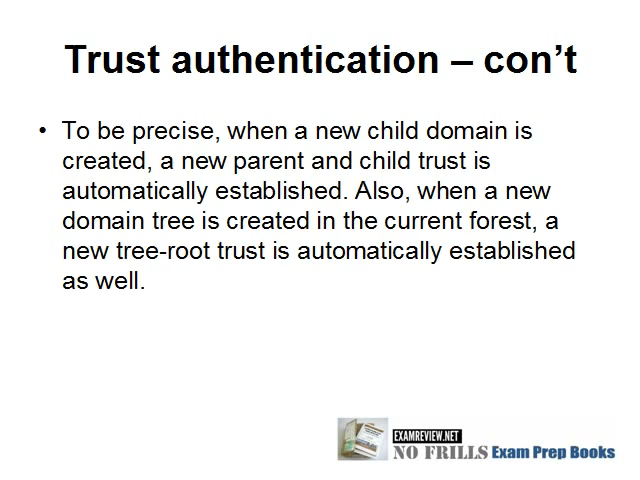 Trust authentication – con’t
• To be precise, when a new child domain is
created, a new parent and child trust is
automatically established. Also, when a new
domain tree is created in the current forest, a
new tree-root trust is automatically established
as well.
EXAMREVIEW.NET
NO FRILLS Exam Prep Books